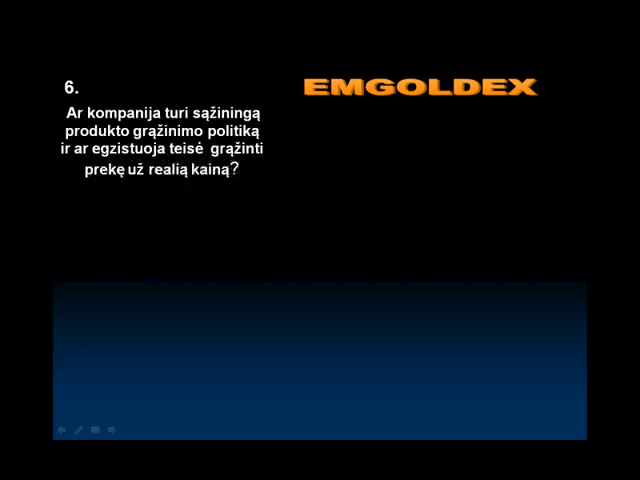 6.
EMGOLDEX
Ar kompanija turi sąžiningą
produkto grąžinimo politiką
ir ar egzistuoja teisė grąžinti
prekę už realią kainą?